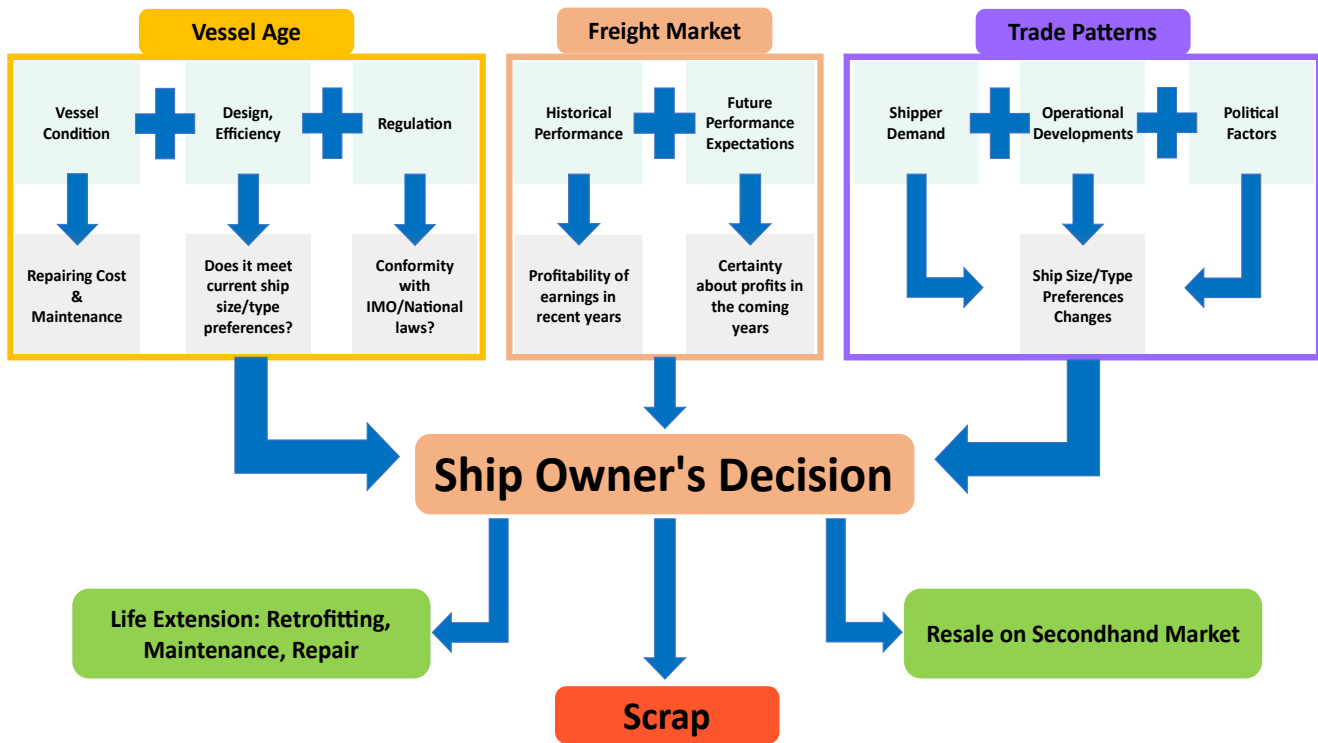 Vessel Age
Freight Market
Trade Patterns
Vessel
Condition
Design,
Efficiency
Regulation
Historical
Performance
Future
Performance
Expectations
Shipper
Demand
Operational
Developments
Political
Factors
Repairing Cost
&
Maintenance
Does it meet
current ship
size/type
preferences?
Conformity
with
IMO/National
laws?
Profitability of
earnings in
recent years
Certainty
about profits in
the coming
years
Ship Size/Type
Preferences
Changes
Ship Owner's Decision
Life Extension: Retrofitting,
Maintenance, Repair
Resale on Secondhand Market
Scrap